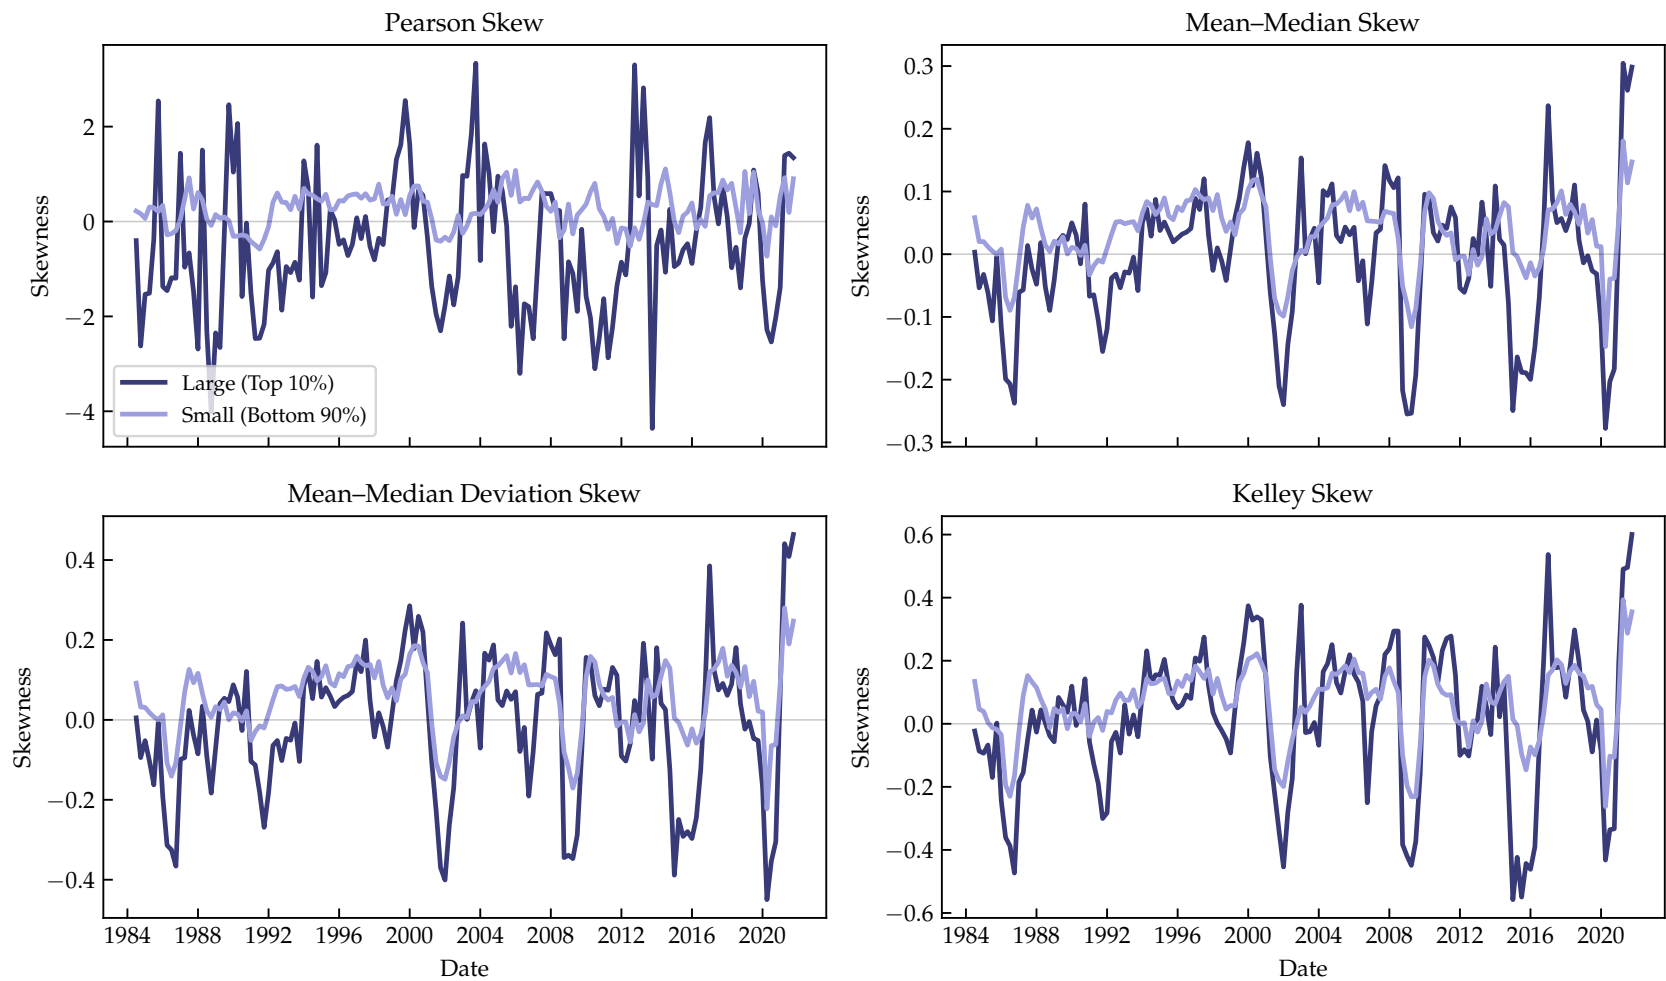 Pearson Skew
Skewness
2
0
−2
−4
Large (Top 10%)
Small (Bottom 90%)
Mean–Median Skew
Skewness
0.3
0.2
0.1
0.0
−0.1
−0.2
−0.3
Mean–Median Deviation Skew
Skewness
0.4
0.2
0.0
−0.2
−0.4
1984 1988 1992 1996 2000 2004 2008 2012 2016 2020
Date
Kelley Skew
Skewness
0.6
0.4
0.2
0.0
−0.2
−0.4
−0.6
1984 1988 1992 1996 2000 2004 2008 2012 2016 2020
Date